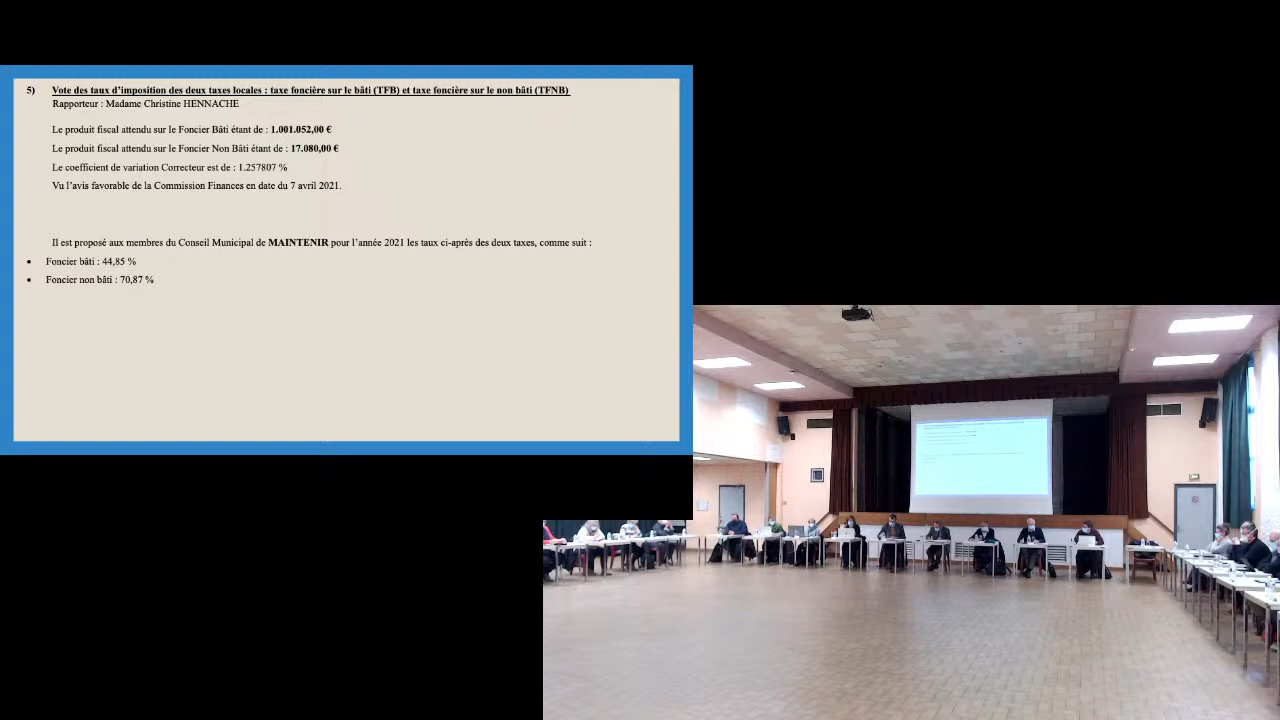 5) Vote des taux d'imposition des deux taxes locales : taxe foncière sur le bâti (TFB) et taxe foncière sur le non bâti (TFNB)
Rapporteur : Madame Christine HENNACHE
Le produit fiscal attendu sur le Foncier Bâti étant de : 1.001.052,00 €
Le produit fiscal attendu sur le Foncier Non Bâti étant de : 17.080,00 €
Le coefficient de variation Correcteur est de : 1.257807 %
Vu l'avis favorable de la Commission Finances en date du 7 avril 2021.
Il est proposé aux membres du Conseil Municipal de MAINTENIR pour l'année 2021 les taux ci-après des deux taxes, comme suit :
• Foncier bâti : 44,85 %
• Foncier non bâti : 70,87 %